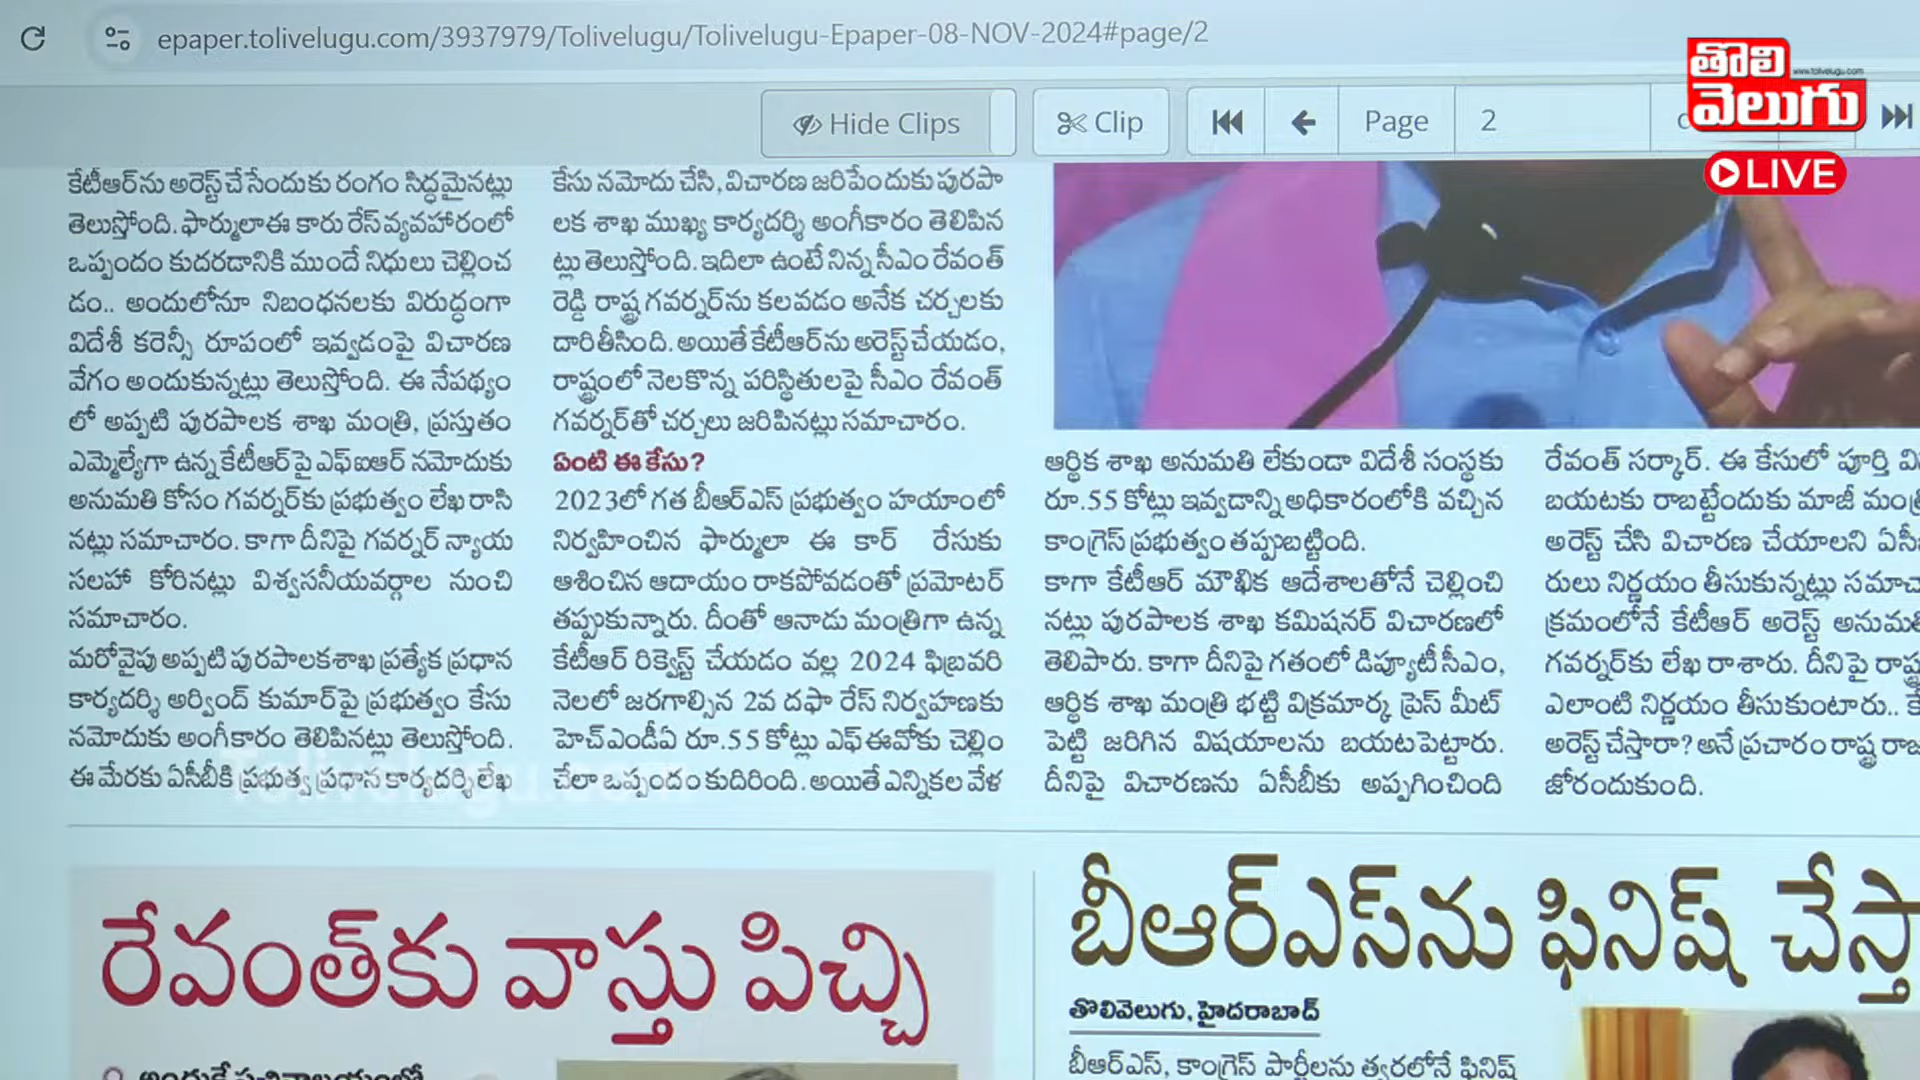 epaper.tolivelugu.com/3937979/Tolivelugu/Tolivelugu-Epaper-08-NOV-2024#page/2
తొలి
www.tolivelugu.com
వెలుగు
LIVE
Hide Clips
Clip
Page
2
కేటీఆర్‌ను అరెస్ట్ చేసేందుకు రంగం సిద్ధమైనట్లు
తెలుస్తోంది. ఫార్ములా ఈ కారు రేస్ వ్యవహారంలో
ఒప్పందం కుదరడానికి ముందే నిధులు చెల్లించ
డం.. అందులోనూ నిబంధనలకు విరుద్ధంగా
విదేశీ కరెన్సీ రూపంలో ఇవ్వడంపై విచారణ
వేగం అందుకున్నట్లు తెలుస్తోంది. ఈ నేపథ్యం
లో అప్పటి పురపాలక శాఖ మంత్రి, ప్రస్తుతం
ఎమ్మెల్యేగా ఉన్న కేటీఆర్‌పై ఎఫ్ఐఆర్ నమోదుకు
అనుమతి కోసం గవర్నర్‌కు ప్రభుత్వం లేఖ రాసి
నట్లు సమాచారం. కాగా దీనిపై గవర్నర్ న్యాయ
సలహా కోరినట్లు విశ్వసనీయవర్గాల నుంచి
సమాచారం.
మరోవైపు అప్పటి పురపాలకశాఖ ప్రత్యేక ప్రధాన
కార్యదర్శి అర్వింద్ కుమార్‌పై ప్రభుత్వం కేసు
నమోదుకు అంగీకారం తెలిపినట్లు తెలుస్తోంది.
ఈ మేరకు ఏసీబీకి ప్రభుత్వ ప్రధాన కార్యదర్శి లేఖ
కేసు నమోదు చేసి, విచారణ జరిపేందుకు పురపా
లక శాఖ ముఖ్య కార్యదర్శి అంగీకారం తెలిపిన
ట్లు తెలుస్తోంది. ఇదిలా ఉంటే నిన్న సీఎం రేవంత్
రెడ్డి రాష్ట్ర గవర్నర్‌ను కలవడం అనేక చర్చలకు
దారితీసింది. అయితే కేటీఆర్‌ను అరెస్ట్ చేయడం,
రాష్ట్రంలో నెలకొన్న పరిస్థితులపై సీఎం రేవంత్
గవర్నర్‌తో చర్చలు జరిపినట్లు సమాచారం.
ఏంటి ఈ కేసు?
2023లో గత బీఆర్ఎస్ ప్రభుత్వం హయాంలో
నిర్వహించిన ఫార్ములా ఈ కార్ రేసుకు
ఆశించిన ఆదాయం రాకపోవడంతో ప్రమోటర్
తప్పుకున్నారు. దీంతో ఆనాడు మంత్రిగా ఉన్న
కేటీఆర్ రిక్వెస్ట్ చేయడం వల్ల 2024 ఫిబ్రవరి
నెలలో జరగాల్సిన 2వ దఫా రేస్ నిర్వహణకు
హెచ్ఎండీఏ రూ.55 కోట్లు ఎఫ్ఈవోకు చెల్లిం
చేలా ఒప్పందం కుదిరింది. అయితే ఎన్నికల వేళ
ఆర్థిక శాఖ అనుమతి లేకుండా విదేశీ సంస్థకు
రూ.55 కోట్లు ఇవ్వడాన్ని అధికారంలోకి వచ్చిన
కాంగ్రెస్ ప్రభుత్వం తప్పుబట్టింది.
కాగా కేటీఆర్ మౌఖిక ఆదేశాలతోనే చెల్లించి
నట్లు పురపాలక శాఖ కమిషనర్ విచారణలో
తెలిపారు. కాగా దీనిపై గతంలో డిప్యూటీ సీఎం,
ఆర్థిక శాఖ మంత్రి భట్టి విక్రమార్క ప్రెస్ మీట్
పెట్టి జరిగిన విషయాలను బయటపెట్టారు.
దీనిపై విచారణను ఏసీబీకు అప్పగించింది
రేవంత్ సర్కార్. ఈ కేసులో పూర్తి
బయటకు రాబట్టేందుకు మాజీ
అరెస్ట్ చేసి విచారణ చేయాలని
రులు నిర్ణయం తీసుకున్నట్లు
క్రమంలోనే కేటీఆర్ అరెస్ట్
గవర్నర్‌కు లేఖ రాశారు. దీనిపై
ఎలాంటి నిర్ణయం తీసుకుంటారు..
అరెస్ట్ చేస్తారా? అనే ప్రచారం రాష్ట్ర
జోరందుకుంది.
Tolivelugu.com
రేవంత్‌కు వాస్తు పిచ్చి
బీఆర్ఎస్‌ను ఫినిష్ చేస్తా
తొలివెలుగు, హైదరాబాద్
బీఆర్ఎస్, కాంగ్రెస్ పార్టీలను త్వరలోనే ఫినిష్